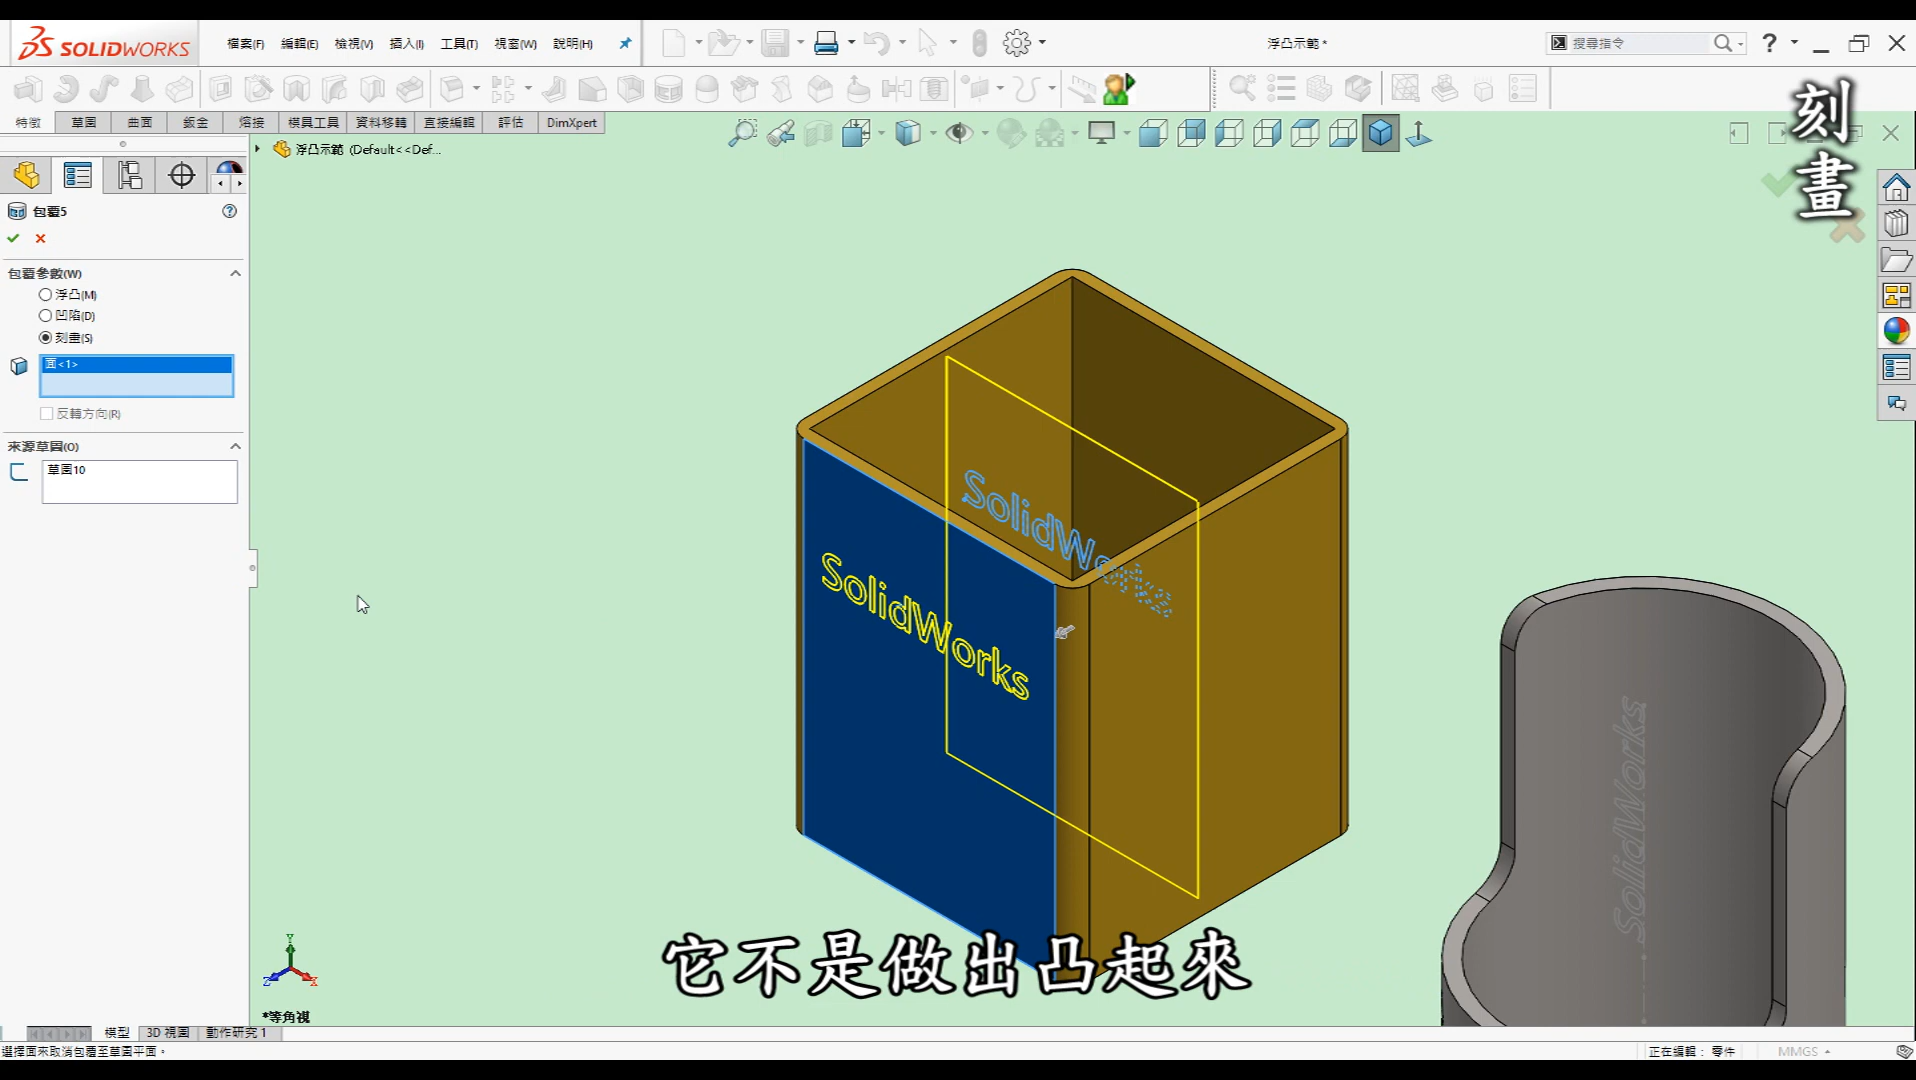 SOLIDWORKS
檔案(F) 編輯(E) 檢視(V) 插入(I) 工具(T) 視窗(W) 說明(H)
浮凸示範 *
搜尋指令
特徵 草圖 曲面 鈑金 熔接 模具工具 資料移轉 直接編輯 評估 DimXpert
浮凸示範 (Default<<Def...
刻畫
包覆5
包覆參數(W)
浮凸(M)
凹陷(D)
刻畫(S)
面<1>
反轉方向(R)
來源草圖(O)
草圖10
SolidWorks
SolidWorks
SolidWorks
Y
Z
X
*等角視
它不是做出凸起來
模型 3D 視圖 動作研究 1
選擇面來取消包覆至草圖平面。
正在編輯： 零件
MMGS